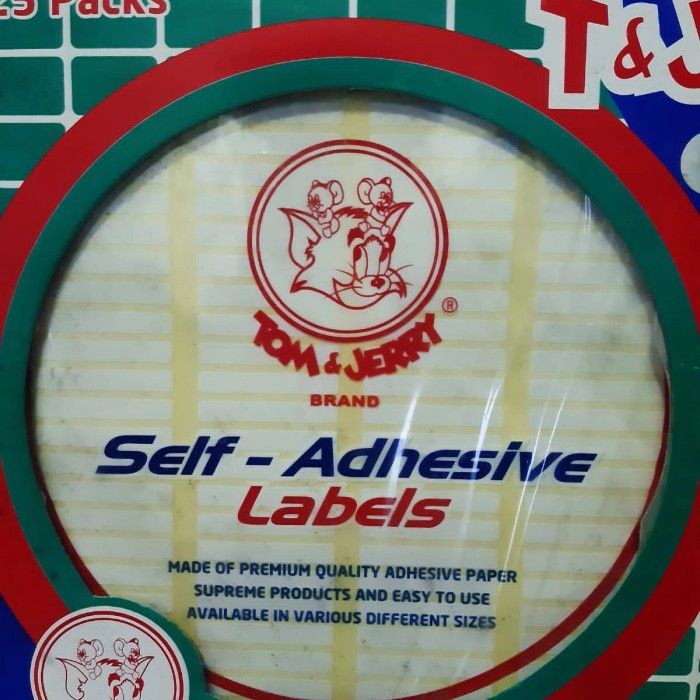 25 Packs
T&J
TOM & JERRY ®
BRAND
Self - Adhesive
Labels
MADE OF PREMIUM QUALITY ADHESIVE PAPER
SUPREME PRODUCTS AND EASY TO USE
AVAILABLE IN VARIOUS DIFFERENT SIZES